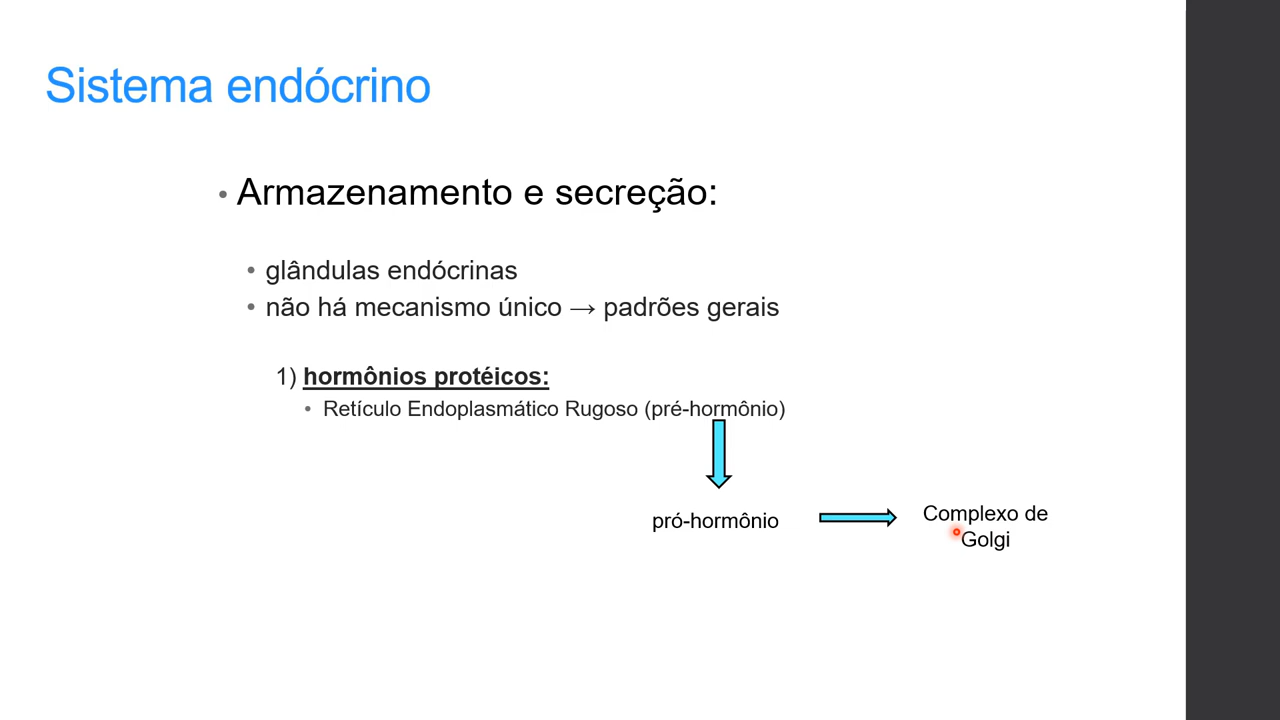 Sistema endócrino
• Armazenamento e secreção:
• glândulas endócrinas
• não há mecanismo único → padrões gerais
1) hormônios protéicos:
• Retículo Endoplasmático Rugoso (pré-hormônio)
pró-hormônio
Complexo de
Golgi